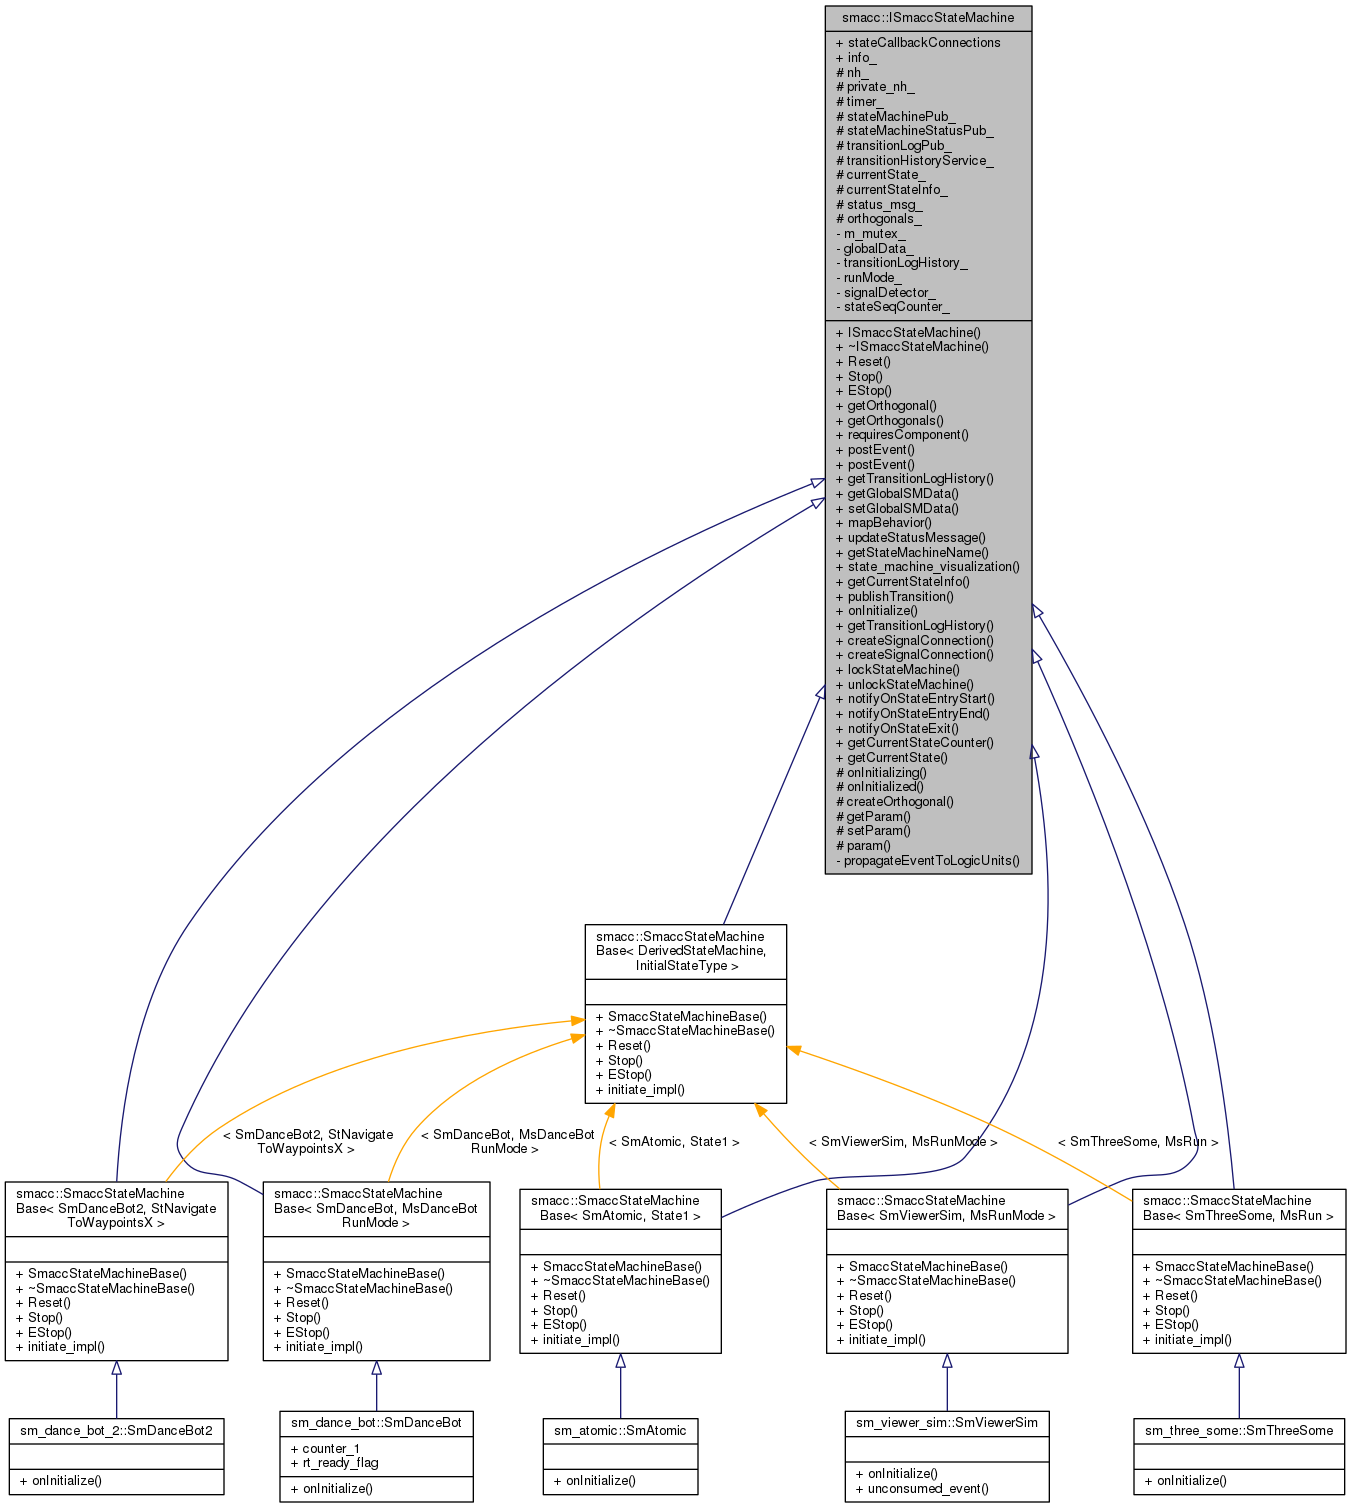 smacc::ISmaccStateMachine
+ stateCallbackConnections
+ info_
# nh_
# private_nh_
# timer_
# stateMachinePub_
# stateMachineStatusPub_
# transitionLogPub_
# transitionHistoryService_
# currentState_
# currentStateInfo_
# status_msg_
# orthogonals_
- m_mutex_
- globalData_
- transitionLogHistory_
- runMode_
- signalDetector_
- stateSeqCounter_
+ ISmaccStateMachine()
+ ~ISmaccStateMachine()
+ Reset()
+ Stop()
+ EStop()
+ getOrthogonal()
+ getOrthogonals()
+ requiresComponent()
+ postEvent()
+ postEvent()
+ getTransitionLogHistory()
+ getGlobalSMData()
+ setGlobalSMData()
+ mapBehavior()
+ updateStatusMessage()
+ getStateMachineName()
+ state_machine_visualization()
+ getCurrentStateInfo()
+ publishTransition()
+ onInitialize()
+ getTransitionLogHistory()
+ createSignalConnection()
+ createSignalConnection()
+ lockStateMachine()
+ unlockStateMachine()
+ notifyOnStateEntryStart()
+ notifyOnStateEntryEnd()
+ notifyOnStateExit()
+ getCurrentStateCounter()
+ getCurrentState()
# onInitializing()
# onInitialized()
# createOrthogonal()
# getParam()
# setParam()
# param()
- propagateEventToLogicUnits()
smacc::SmaccStateMachine
Base< DerivedStateMachine,
InitialStateType >
+ SmaccStateMachineBase()
+ ~SmaccStateMachineBase()
+ Reset()
+ Stop()
+ EStop()
+ initiate_impl()
< SmDanceBot2, StNavigate
ToWaypointsX >
< SmDanceBot, MsDanceBot
RunMode >
< SmAtomic, State1 >
< SmViewerSim, MsRunMode >
< SmThreeSome, MsRun >
smacc::SmaccStateMachine
Base< SmDanceBot2, StNavigate
ToWaypointsX >
+ SmaccStateMachineBase()
+ ~SmaccStateMachineBase()
+ Reset()
+ Stop()
+ EStop()
+ initiate_impl()
smacc::SmaccStateMachine
Base< SmDanceBot, MsDanceBot
RunMode >
+ SmaccStateMachineBase()
+ ~SmaccStateMachineBase()
+ Reset()
+ Stop()
+ EStop()
+ initiate_impl()
smacc::SmaccStateMachine
Base< SmAtomic, State1 >
+ SmaccStateMachineBase()
+ ~SmaccStateMachineBase()
+ Reset()
+ Stop()
+ EStop()
+ initiate_impl()
smacc::SmaccStateMachine
Base< SmViewerSim, MsRunMode >
+ SmaccStateMachineBase()
+ ~SmaccStateMachineBase()
+ Reset()
+ Stop()
+ EStop()
+ initiate_impl()
smacc::SmaccStateMachine
Base< SmThreeSome, MsRun >
+ SmaccStateMachineBase()
+ ~SmaccStateMachineBase()
+ Reset()
+ Stop()
+ EStop()
+ initiate_impl()
sm_dance_bot_2::SmDanceBot2
+ onInitialize()
sm_dance_bot::SmDanceBot
+ counter_1
+ rt_ready_flag
+ onInitialize()
sm_atomic::SmAtomic
+ onInitialize()
sm_viewer_sim::SmViewerSim
+ onInitialize()
+ unconsumed_event()
sm_three_some::SmThreeSome
+ onInitialize()